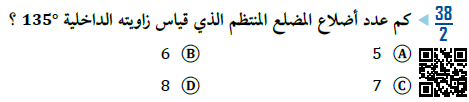 38/2 ◀ كم عدد أضلاع المضلع المنتظم الذي قياس زاويته الداخلية 135° ؟
A 5 B 6
C 7 D 8